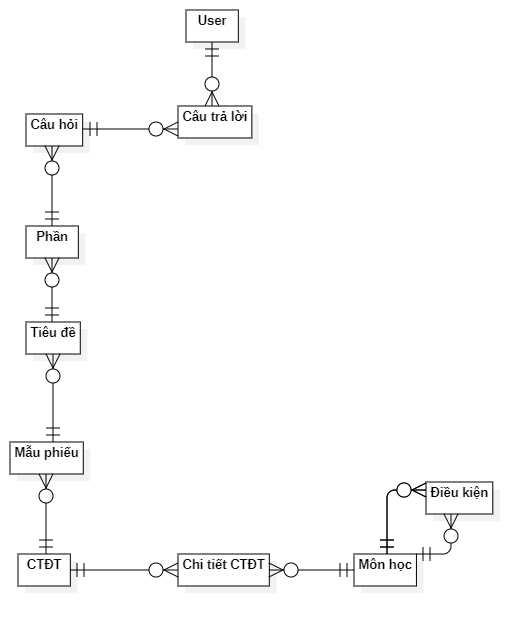 User
Câu trả lời
Câu hỏi
Phần
Tiêu đề
Mẫu phiếu
Điều kiện
CTĐT
Chi tiết CTĐT
Môn học